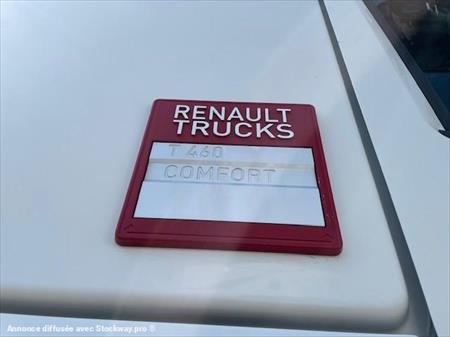 RENAULT
TRUCKS
T 460
COMFORT
Annonce diffusée avec Stockway.pro ®